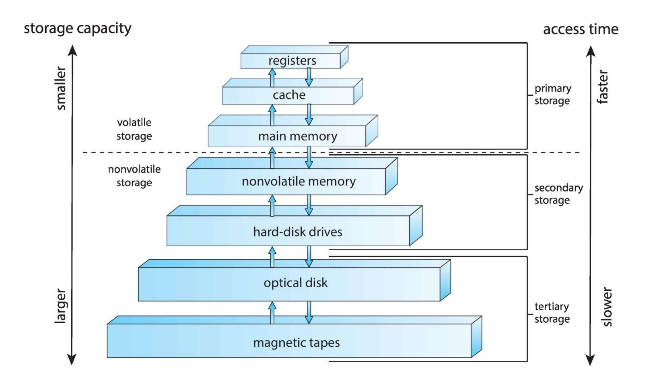 storage capacity
access time
smaller
faster
registers
cache
primary
storage
volatile
storage
main memory
nonvolatile
storage
nonvolatile memory
secondary
storage
hard-disk drives
optical disk
larger
slower
tertiary
storage
magnetic tapes